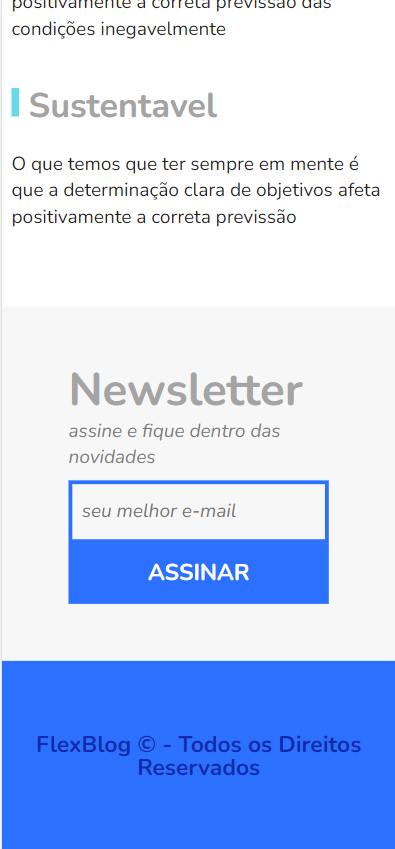 positivamente a correta previssão das
condições inegavelmente
Sustentavel
O que temos que ter sempre em mente é
que a determinação clara de objetivos afeta
positivamente a correta previssão
Newsletter
assine e fique dentro das
novidades
seu melhor e-mail
ASSINAR
FlexBlog © - Todos os Direitos
Reservados